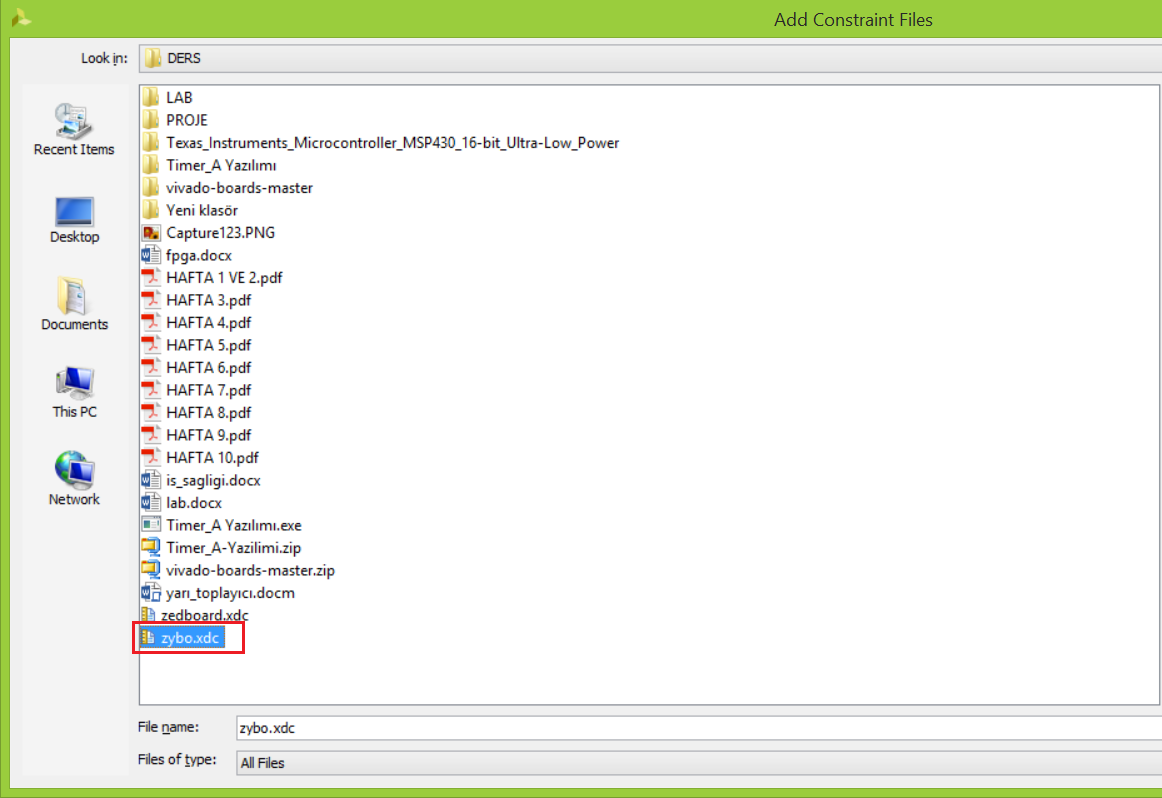 Add Constraint Files
Look in: DERS
LAB
PROJE
Texas_Instruments_Microcontroller_MSP430_16-bit_Ultra-Low_Power
Timer_A Yazılımı
vivado-boards-master
Yeni klasör
Capture123.PNG
fpga.docx
HAFTA 1 VE 2.pdf
HAFTA 3.pdf
HAFTA 4.pdf
HAFTA 5.pdf
HAFTA 6.pdf
HAFTA 7.pdf
HAFTA 8.pdf
HAFTA 9.pdf
HAFTA 10.pdf
is_sagligi.docx
lab.docx
Timer_A Yazılımı.exe
Timer_A-Yazilimi.zip
vivado-boards-master.zip
yarı_toplayıcı.docm
zedboard.xdc
zybo.xdc
Recent Items
Desktop
Documents
This PC
Network
File name: zybo.xdc
Files of type: All Files